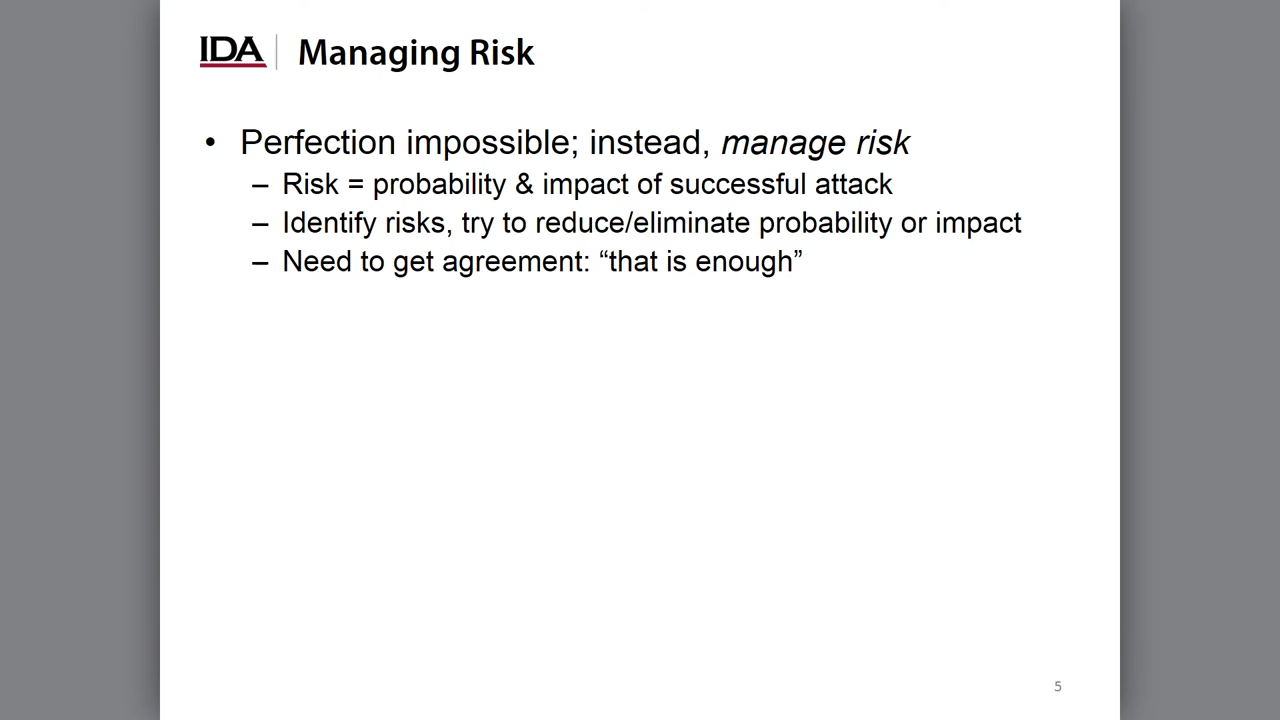 IDA Managing Risk
• Perfection impossible; instead, manage risk
– Risk = probability & impact of successful attack
– Identify risks, try to reduce/eliminate probability or impact
– Need to get agreement: “that is enough”
5